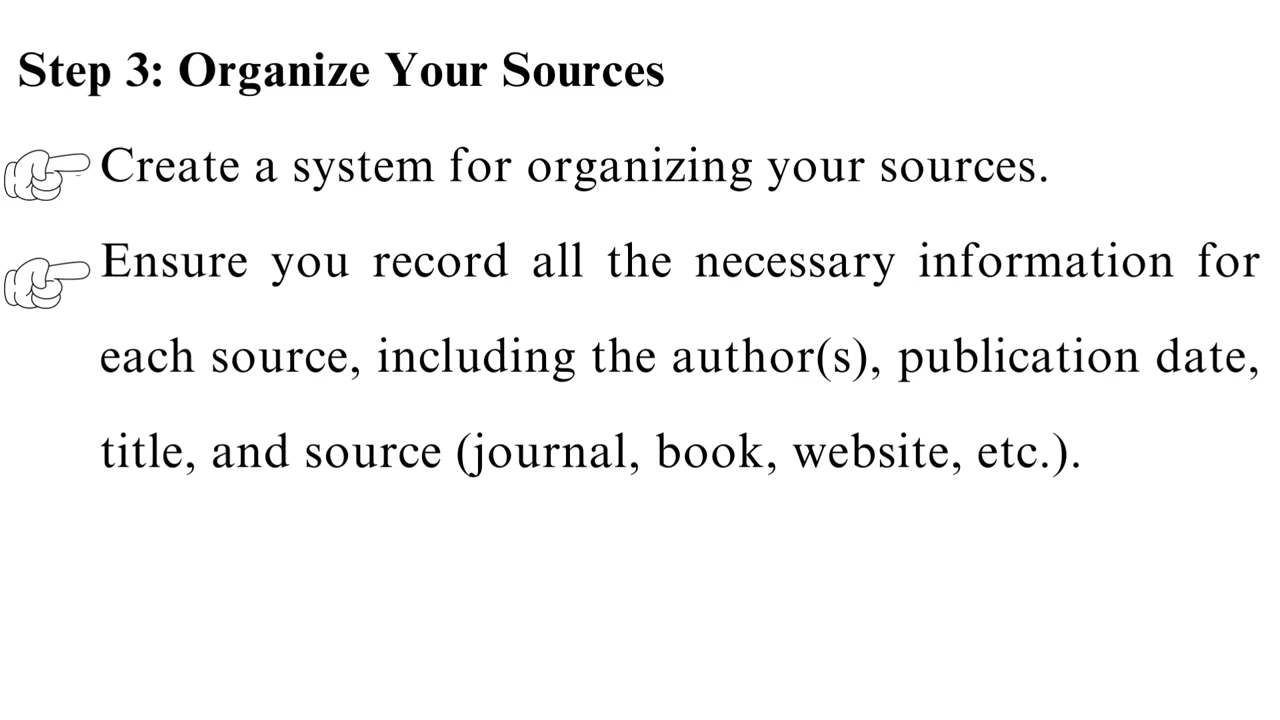 Step 3: Organize Your Sources
Create a system for organizing your sources.
Ensure you record all the necessary information for
each source, including the author(s), publication date,
title, and source (journal, book, website, etc.).